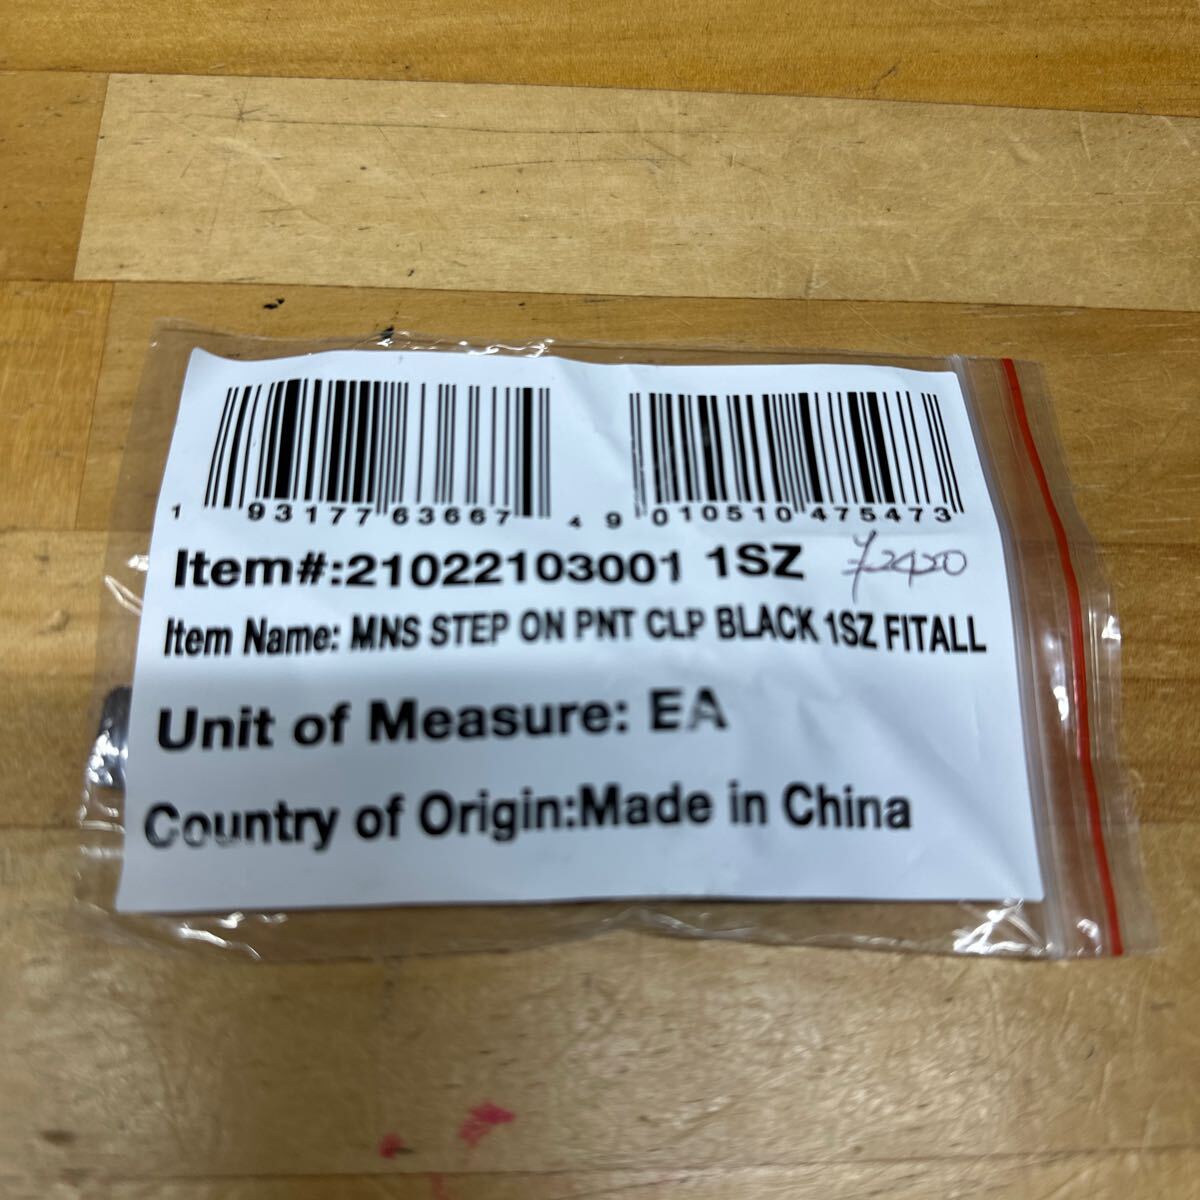 1 93177 63667 4 9 010510 475473
Item#:21022103001 1SZ ¥2420
Item Name: MNS STEP ON PNT CLP BLACK 1SZ FITALL
Unit of Measure: EA
Country of Origin:Made in China